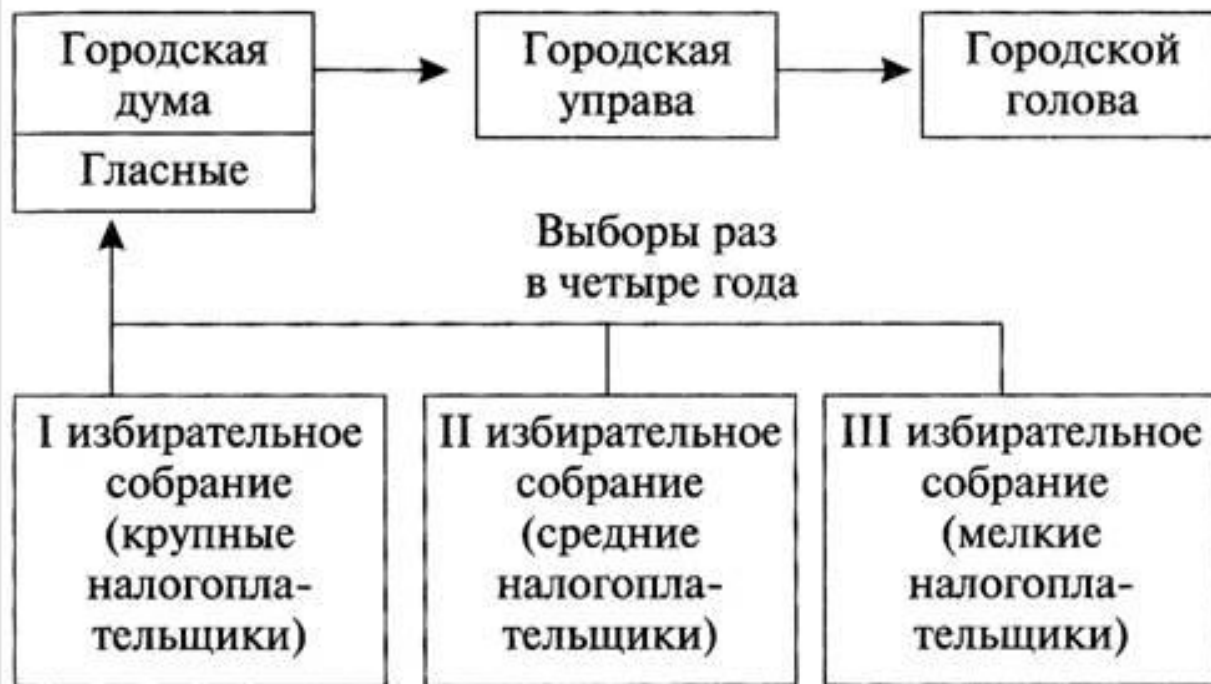 Городская
дума
Гласные
Городская
управа
Городской
голова
Выборы раз
в четыре года
I избирательное
собрание
(крупные
налогопла-
тельщики)
II избирательное
собрание
(средние
налогопла-
тельщики)
III избирательное
собрание
(мелкие
налогопла-
тельщики)